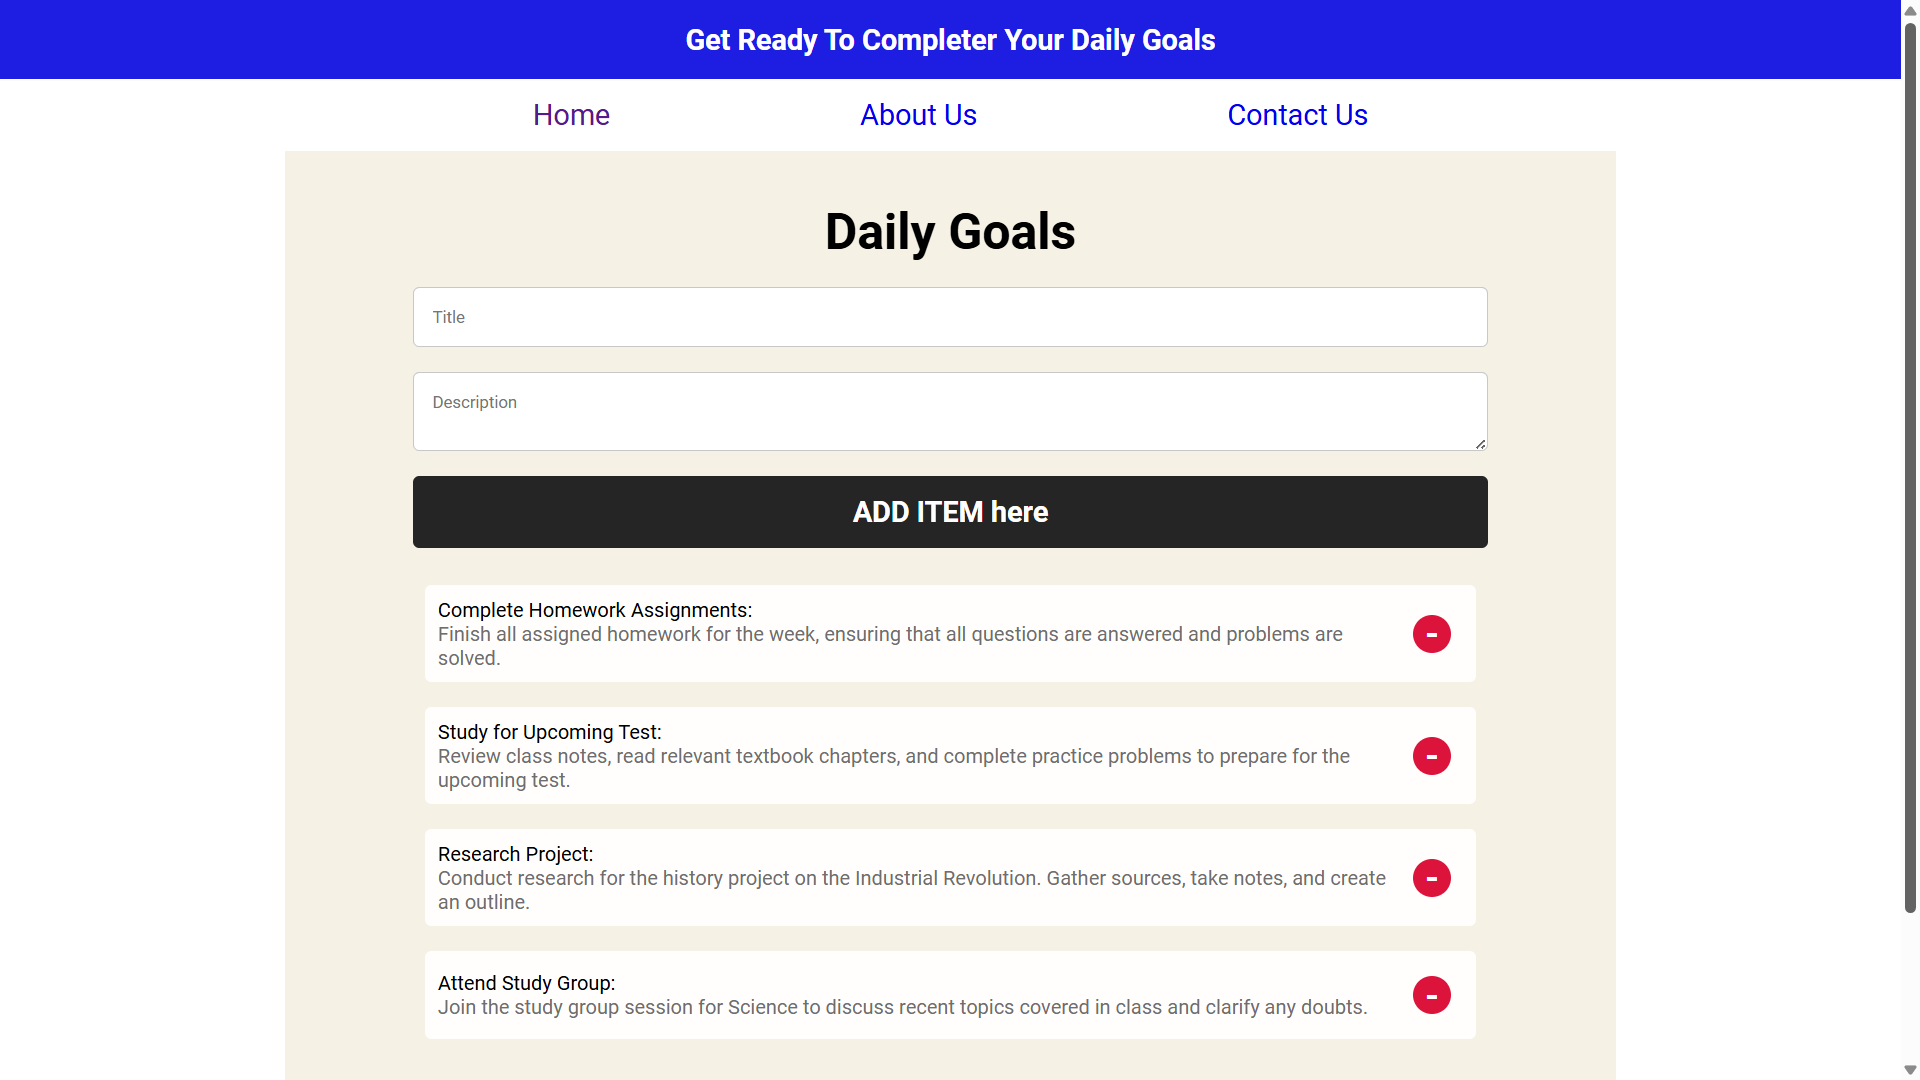 Get Ready To Completer Your Daily Goals
Home About Us Contact Us
Daily Goals
Title
Description
ADD ITEM here
Complete Homework Assignments:
Finish all assigned homework for the week, ensuring that all questions are answered and problems are
solved.
-
Study for Upcoming Test:
Review class notes, read relevant textbook chapters, and complete practice problems to prepare for the
upcoming test.
-
Research Project:
Conduct research for the history project on the Industrial Revolution. Gather sources, take notes, and create
an outline.
-
Attend Study Group:
Join the study group session for Science to discuss recent topics covered in class and clarify any doubts.
-